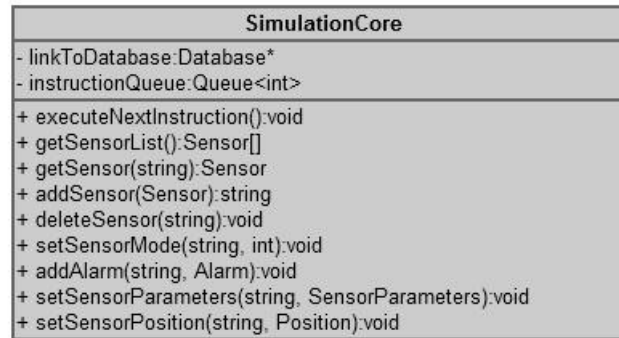 SimulationCore
- linkToDatabase:Database*
- instructionQueue:Queue<int>
+ executeNextInstruction():void
+ getSensorList():Sensor[]
+ getSensor(string):Sensor
+ addSensor(Sensor):string
+ deleteSensor(string):void
+ setSensorMode(string, int):void
+ addAlarm(string, Alarm):void
+ setSensorParameters(string, SensorParameters):void
+ setSensorPosition(string, Position):void